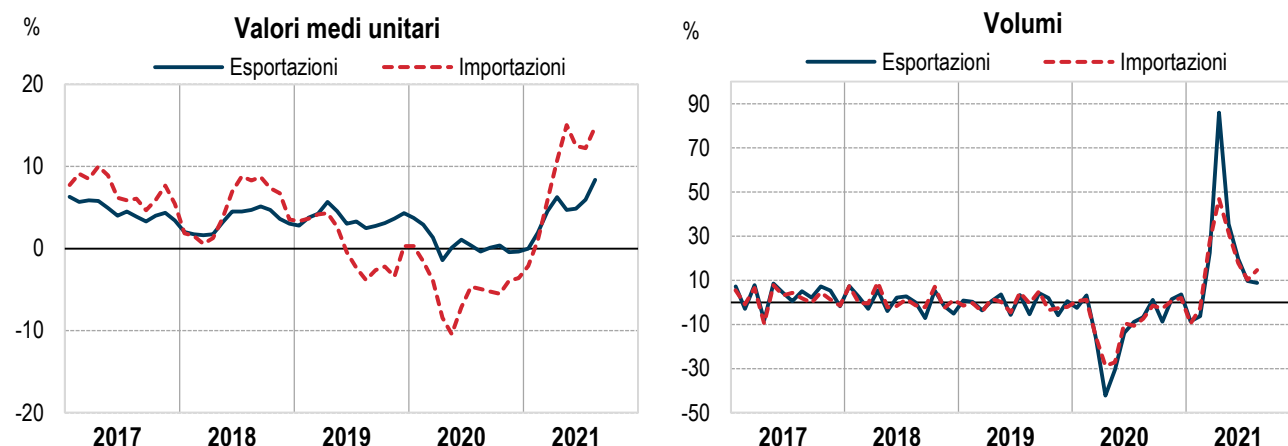 %
Valori medi unitari
Esportazioni Importazioni
20
10
0
-10
-20
2017 2018 2019 2020 2021
%
Volumi
Esportazioni Importazioni
90
70
50
30
10
-10
-30
-50
2017 2018 2019 2020 2021